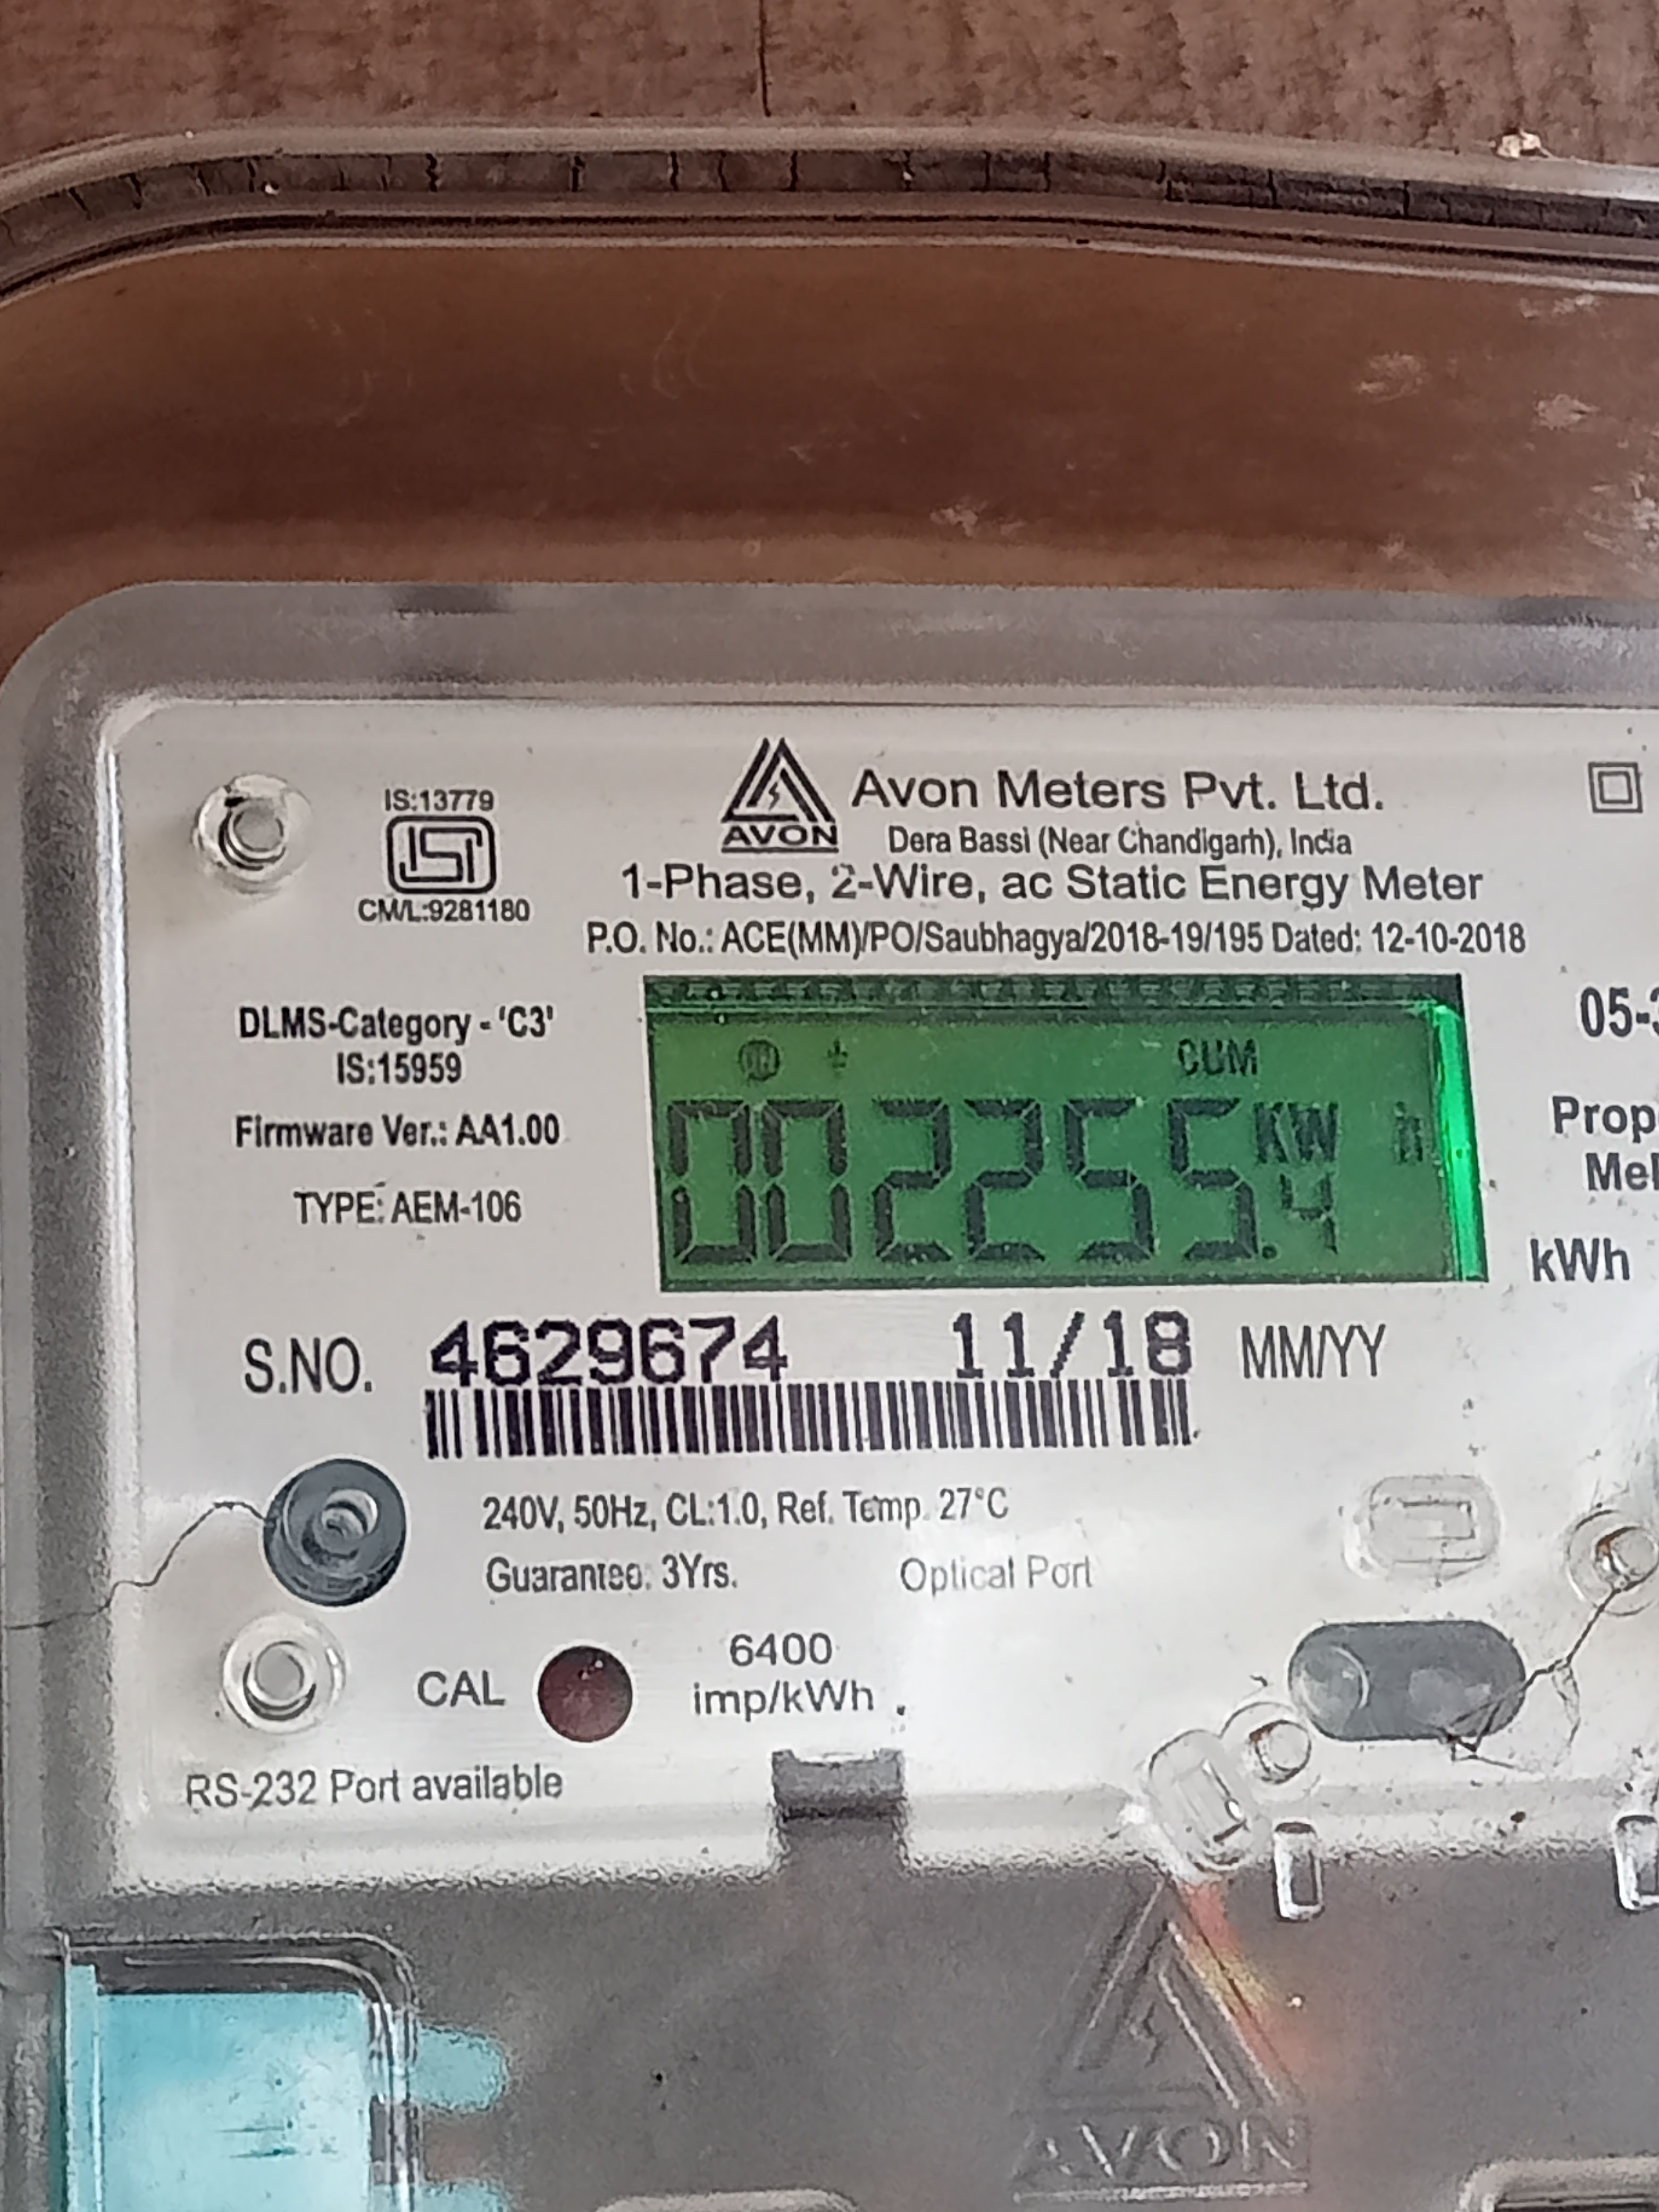 IS:13779
CM/L:9281180
AVON
Avon Meters Pvt. Ltd.
Dera Bassi (Near Chandigarh), India
1-Phase, 2-Wire, ac Static Energy Meter
P.O. No.: ACE(MM)/PO/Saubhagya/2018-19/195 Dated: 12-10-2018
DLMS-Category - 'C3'
IS:15959
Firmware Ver.: AA1.00
TYPE: AEM-106
CUM
002255.4 KW h
05-3
Prop
Met
kWh
S.NO. 4629674 11/18 MM/YY
240V, 50Hz, CL:1.0, Ref. Temp. 27°C
Guarantee: 3Yrs. Optical Port
CAL
6400
imp/kWh
RS-232 Port available
AVON